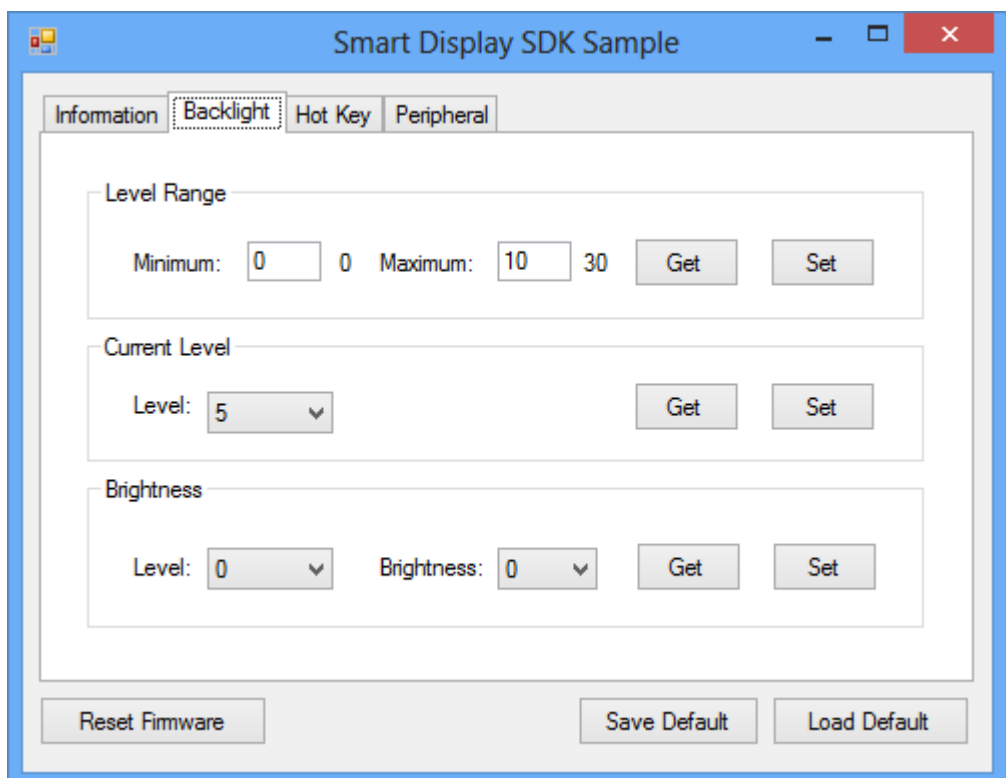 Smart Display SDK Sample
Information Backlight Hot Key Peripheral
Level Range
Minimum: 0 0 Maximum: 10 30 Get Set
Current Level
Level: 5 Get Set
Brightness
Level: 0 Brightness: 0 Get Set
Reset Firmware Save Default Load Default